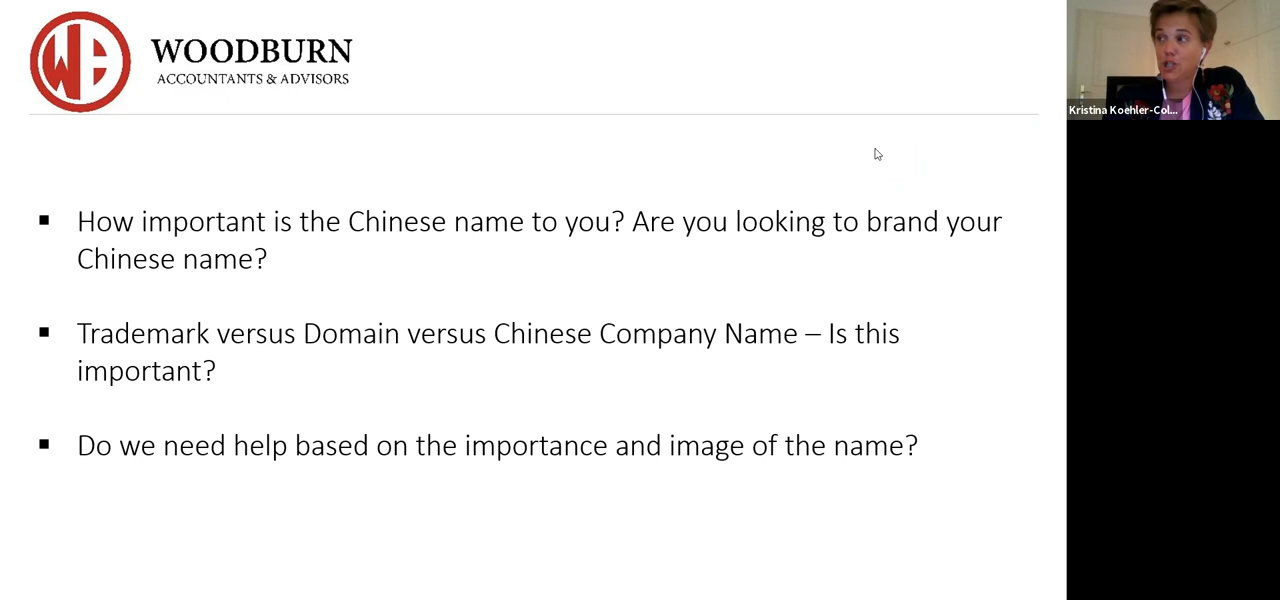 WOODBURN
ACCOUNTANTS & ADVISORS
Kristina Koehler-Col...
▪ How important is the Chinese name to you? Are you looking to brand your
Chinese name?
▪ Trademark versus Domain versus Chinese Company Name – Is this
important?
▪ Do we need help based on the importance and image of the name?